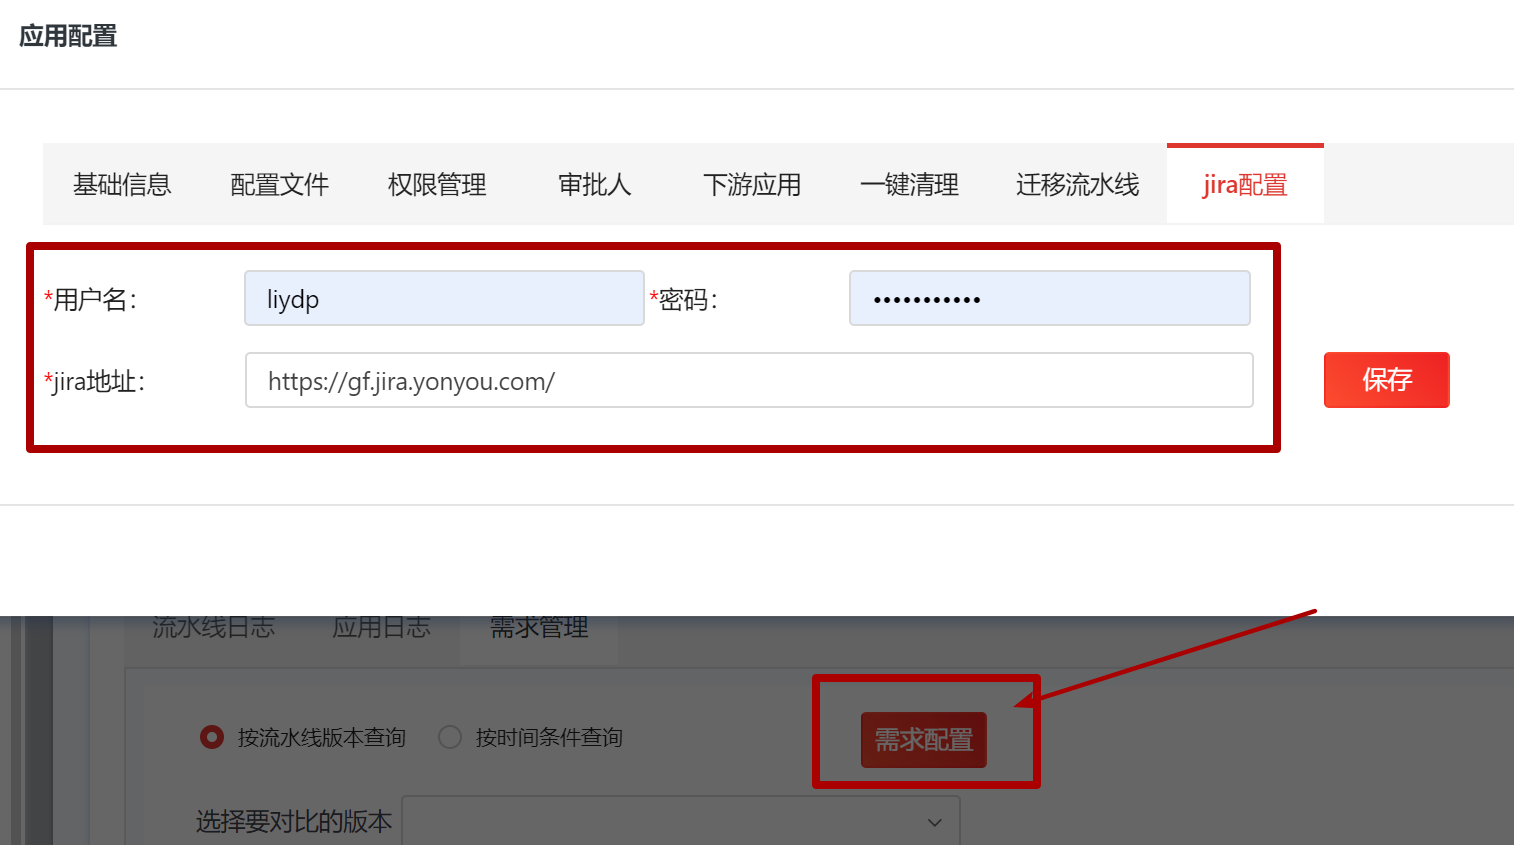 应用配置
基础信息 配置文件 权限管理 审批人 下游应用 一键清理 迁移流水线 jira配置
*用户名: liydp *密码: •••••••••••
*jira地址: https://gf.jira.yonyou.com/ 保存
流水线日志 应用日志 需求管理
按流水线版本查询 按时间条件查询 需求配置
选择要对比的版本